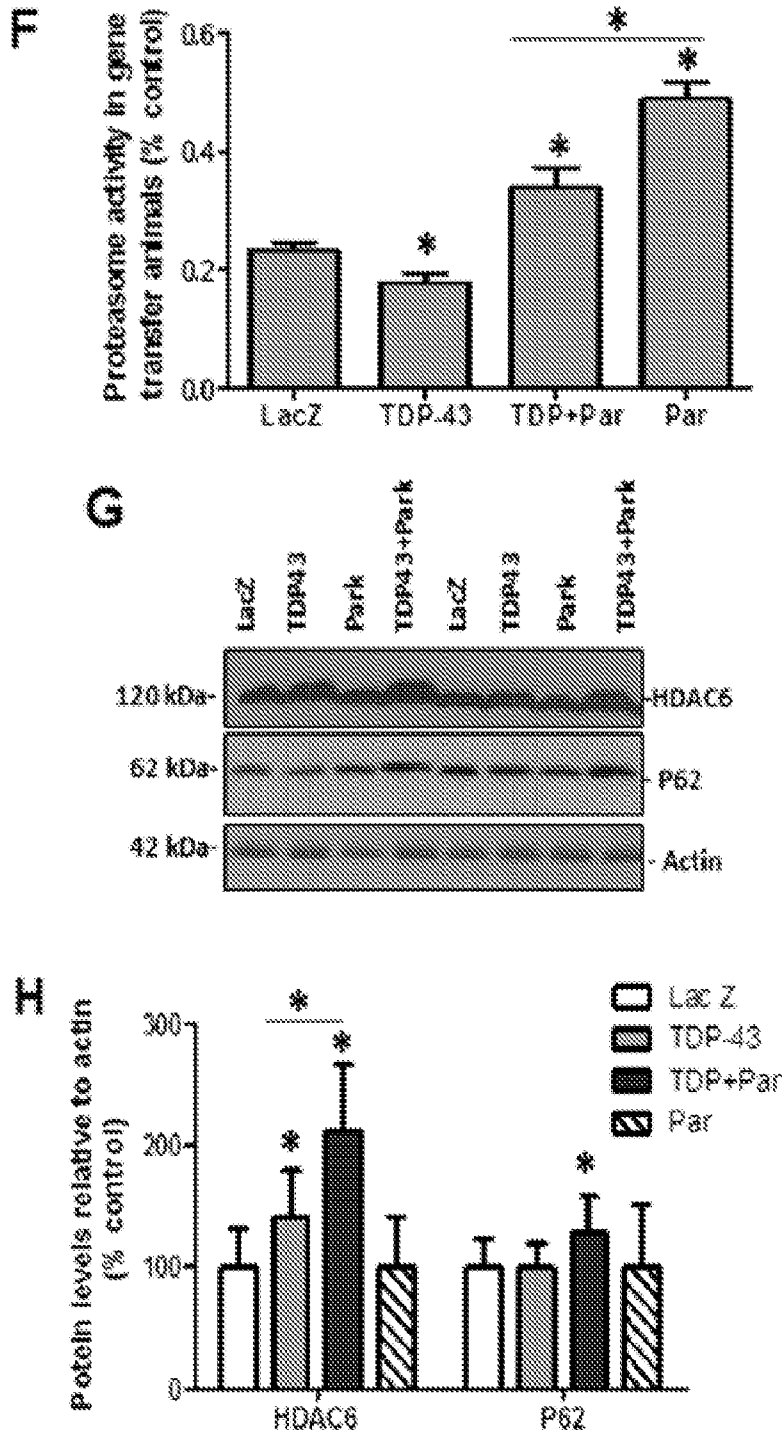 F
Proteasome activity in gene
transfer animals (% control)
0.6
0.4
0.2
0.0
*
*
*
*
LacZ TDP-43 TDP+Par Par
G
LacZ TDP43 Park TDP43+Park LacZ TDP43 Park TDP43+Park
120 kDa- -HDAC6
62 kDa- - P62
42 kDa- - Actin
H
Potein levels relative to actin
(% control)
300
200
100
0
*
*
*
*
Lac Z
TDP-43
TDP+Par
Par
HDAC6 P62